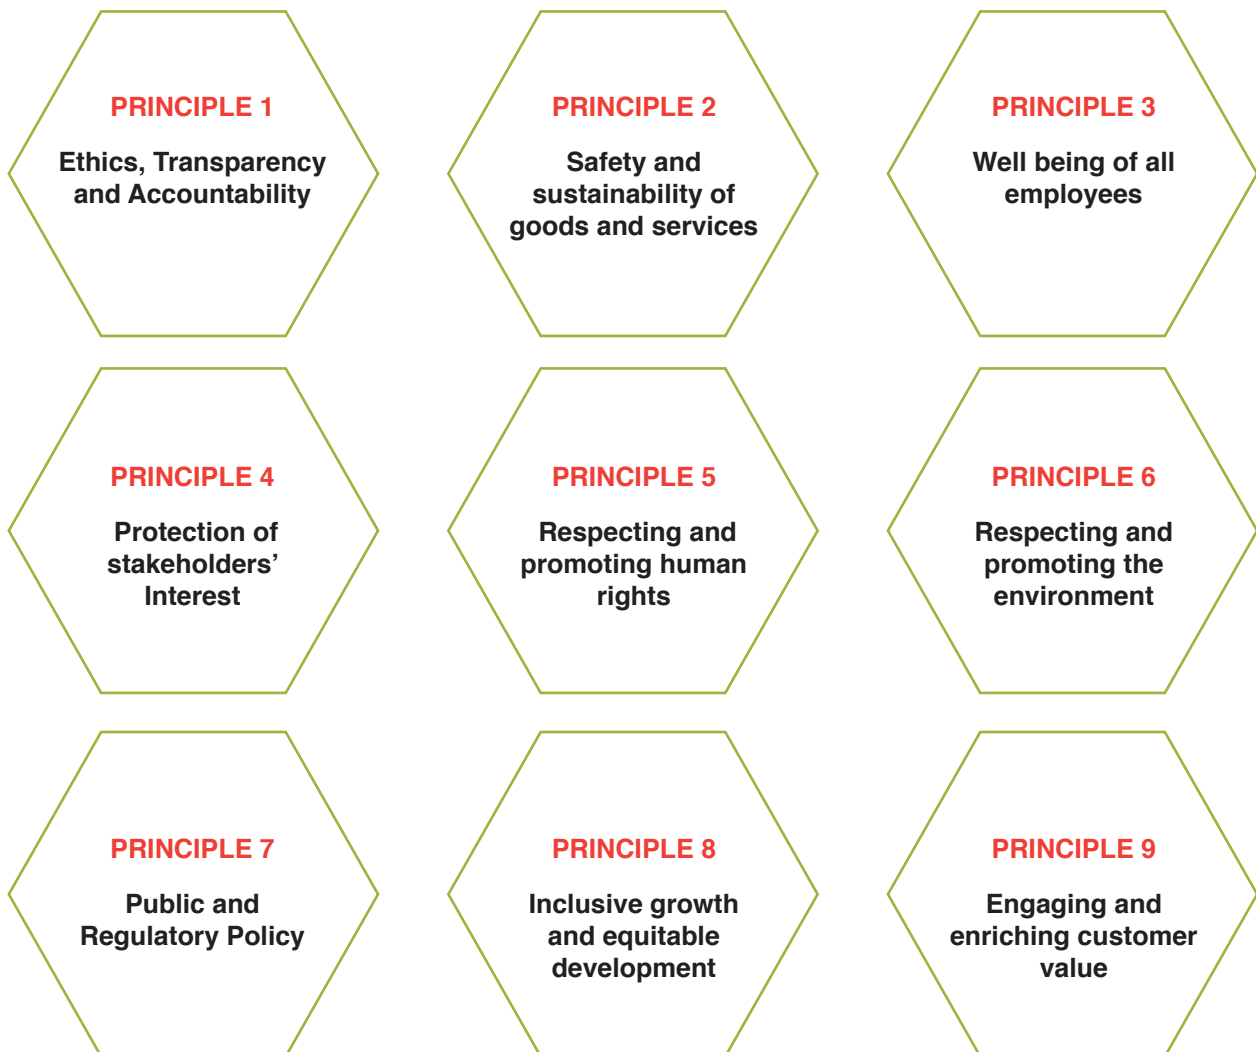 PRINCIPLE 1
Ethics, Transparency
and Accountability
PRINCIPLE 2
Safety and
sustainability of
goods and services
PRINCIPLE 3
Well being of all
employees
PRINCIPLE 4
Protection of
stakeholders’
Interest
PRINCIPLE 5
Respecting and
promoting human
rights
PRINCIPLE 6
Respecting and
promoting the
environment
PRINCIPLE 7
Public and
Regulatory Policy
PRINCIPLE 8
Inclusive growth
and equitable
development
PRINCIPLE 9
Engaging and
enriching customer
value